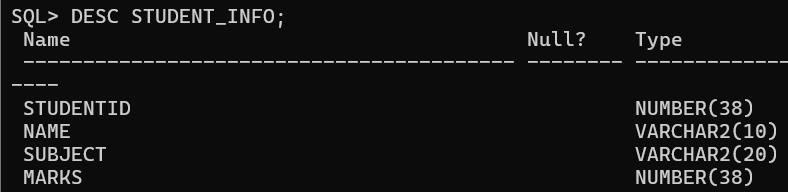 SQL> DESC STUDENT_INFO;
Name Null? Type
----------------------------------------- -------- -------------
----
STUDENTID NUMBER(38)
NAME VARCHAR2(10)
SUBJECT VARCHAR2(20)
MARKS NUMBER(38)